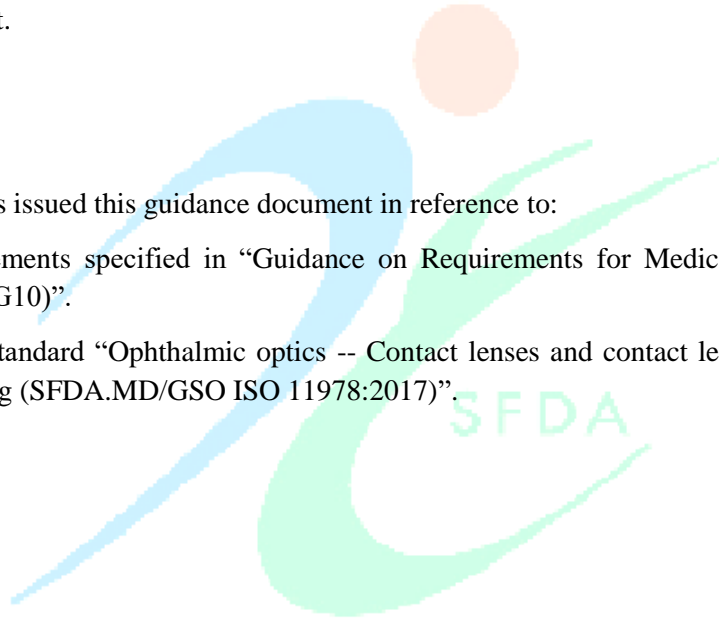 t.
s issued this guidance document in reference to:
ements specified in “Guidance on Requirements for Medic
G10)”.
tandard “Ophthalmic optics -- Contact lenses and contact le
g (SFDA.MD/GSO ISO 11978:2017)”.
SFDA